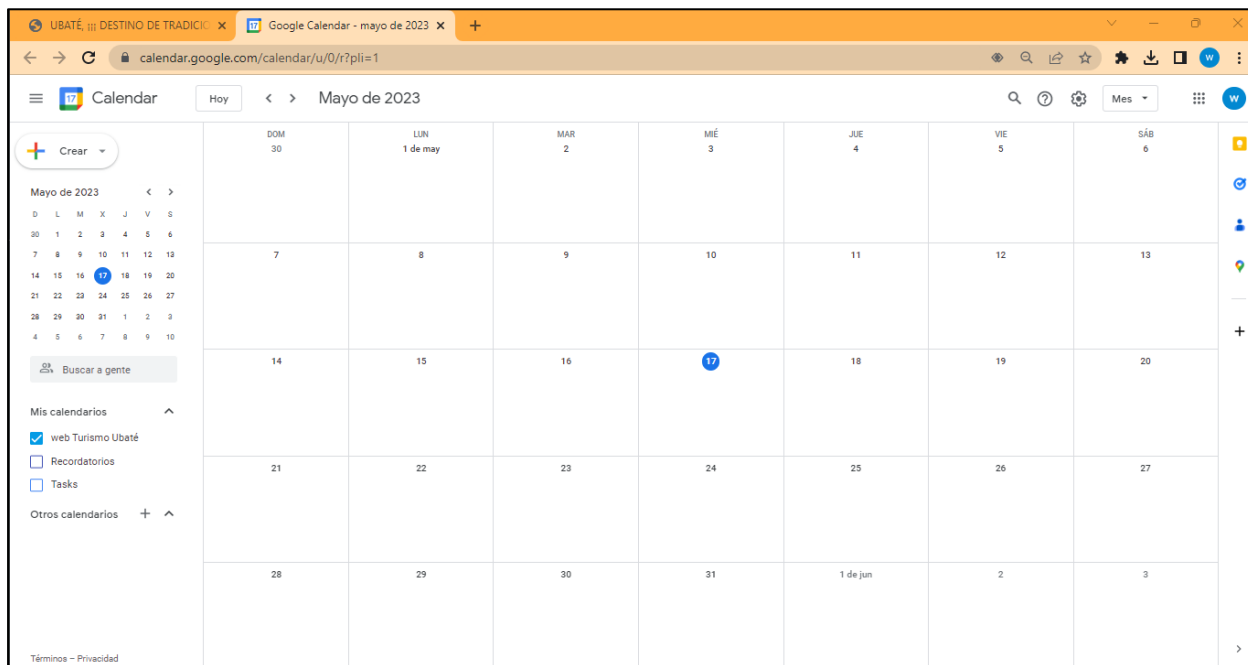 UBATÉ, ¡¡¡ DESTINO DE TRADICIO
17 Google Calendar - mayo de 2023
calendar.google.com/calendar/u/0/r?pli=1
W
17 Calendar Hoy Mayo de 2023 Mes W
Crear
Mayo de 2023
D L M X J V S
30 1 2 3 4 5 6
7 8 9 10 11 12 13
14 15 16 17 18 19 20
21 22 23 24 25 26 27
28 29 30 31 1 2 3
4 5 6 7 8 9 10
Buscar a gente
Mis calendarios
web Turismo Ubaté
Recordatorios
Tasks
Otros calendarios
Términos – Privacidad
DOM LUN MAR MIÉ JUE VIE SÁB
30 1 de may 2 3 4 5 6
7 8 9 10 11 12 13
14 15 16 17 18 19 20
21 22 23 24 25 26 27
28 29 30 31 1 de jun 2 3